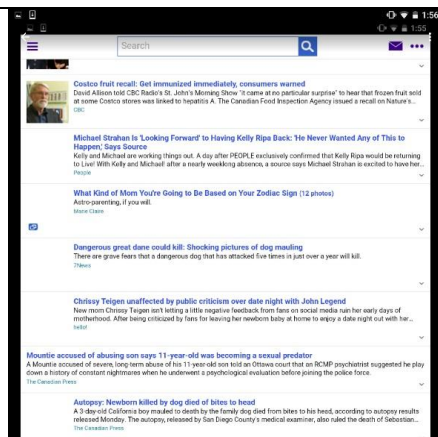 1:56
1:55
Search
Costco fruit recall: Get immunized immediately, consumers warned
David Allison told CBC Radio's St. John's Morning Show "it came at no particular surprise" to hear that frozen fruit sold
at some Costco stores was linked to hepatitis A. The Canadian Food Inspection Agency issued a recall on Nature's...
CBC
Michael Strahan Is 'Looking Forward' to Having Kelly Ripa Back: 'He Never Wanted Any of This to
Happen,' Says Source
Kelly and Michael are working things out. A day after PEOPLE exclusively confirmed that Kelly Ripa would be returning
to Live! With Kelly and Michael! after a nearly weeklong absence, a source says Michael Strahan is excited to have her...
People
What Kind of Mom You're Going to Be Based on Your Zodiac Sign (12 photos)
Astro-parenting, if you will.
Marie Claire
Dangerous great dane could kill: Shocking pictures of dog mauling
There are grave fears that a dangerous dog that has attacked five times in just over a year will kill.
7News
Chrissy Teigen unaffected by public criticism over date night with John Legend
New mom Chrissy Teigen isn't letting a little negative feedback from fans on social media ruin her early days of
motherhood. After being criticized by fans for leaving her newborn baby at home to enjoy a date night out with her...
hello!
Mountie accused of abusing son says 11-year-old was becoming a sexual predator
A Mountie accused of severe, long-term abuse of his 11-year-old son told an Ottawa court that an RCMP psychiatrist suggested he play
down a history of constant nightmares when he underwent a psychological evaluation before joining the police force.
The Canadian Press
Autopsy: Newborn killed by dog died of bites to head
A 3-day-old California boy mauled to death by the family dog died from bites to his head, according to autopsy results
released Monday. The autopsy, released by San Diego County's medical examiner, also ruled the death of Sebastian...
The Canadian Press